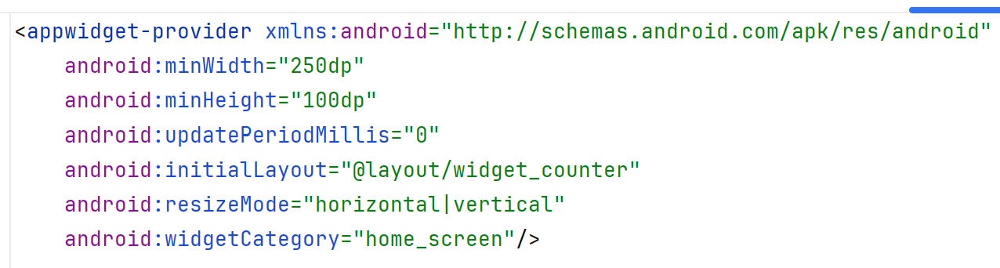 <appwidget-provider xmlns:android="http://schemas.android.com/apk/res/android"
    android:minWidth="250dp"
    android:minHeight="100dp"
    android:updatePeriodMillis="0"
    android:initialLayout="@layout/widget_counter"
    android:resizeMode="horizontal|vertical"
    android:widgetCategory="home_screen"/>